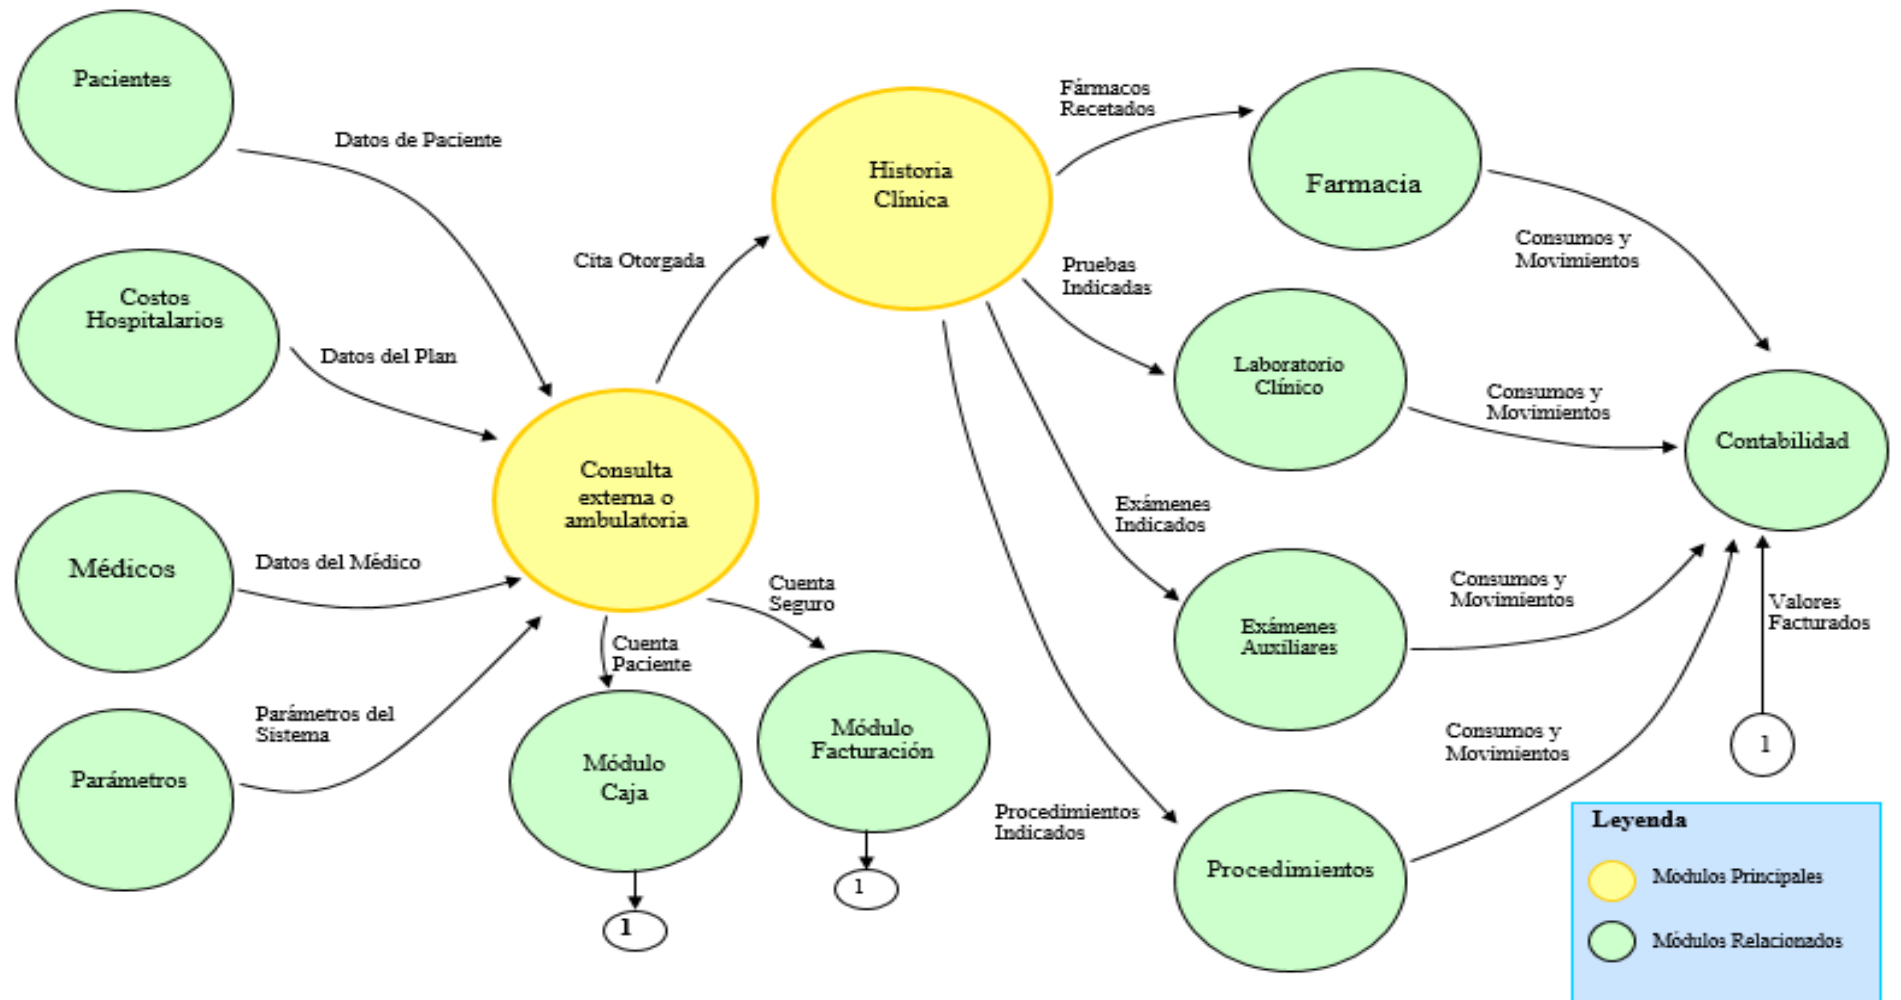 Pacientes
Datos de Paciente
Costos
Hospitalarios
Datos del Plan
Médicos
Datos del Médico
Parámetros
Parámetros del
Sistema
Consulta
externa o
ambulatoria
Cita Otorgada
Cuenta
Seguro
Cuenta
Paciente
Módulo
Caja
1
Módulo
Facturación
1
Historia
Clínica
Fármacos
Recetados
Pruebas
Indicadas
Exámenes
Indicados
Procedimientos
Indicados
Farmacia
Consumos y
Movimientos
Laboratorio
Clínico
Consumos y
Movimientos
Exámenes
Auxiliares
Consumos y
Movimientos
Procedimientos
Consumos y
Movimientos
Contabilidad
Valores
Facturados
1
Leyenda
Modulos Principales
Módulos Relacionados